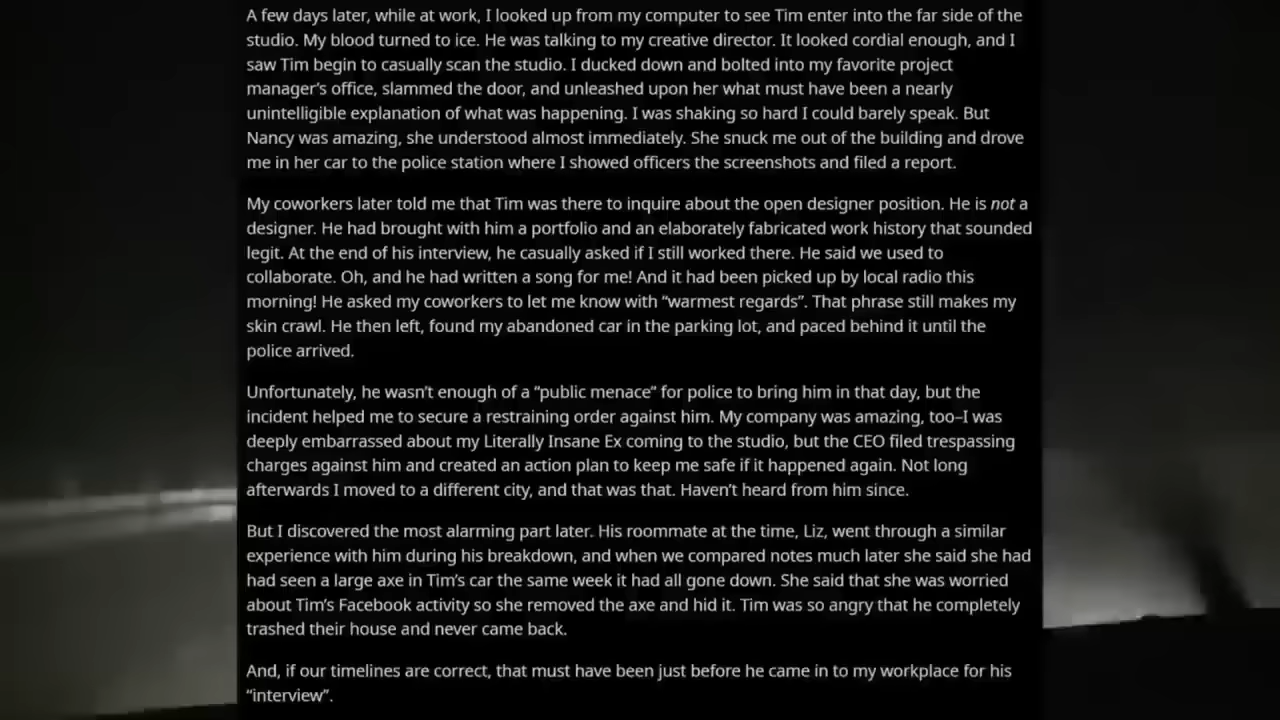 A few days later, while at work, I looked up from my computer to see Tim enter into the far side of the
studio. My blood turned to ice. He was talking to my creative director. It looked cordial enough, and I
saw Tim begin to casually scan the studio. I ducked down and bolted into my favorite project
manager's office, slammed the door, and unleashed upon her what must have been a nearly
unintelligible explanation of what was happening. I was shaking so hard I could barely speak. But
Nancy was amazing, she understood almost immediately. She snuck me out of the building and drove
me in her car to the police station where I showed officers the screenshots and filed a report.
My coworkers later told me that Tim was there to inquire about the open designer position. He is not a
designer. He had brought with him a portfolio and an elaborately fabricated work history that sounded
legit. At the end of his interview, he casually asked if I still worked there. He said we used to
collaborate. Oh, and he had written a song for me! And it had been picked up by local radio this
morning! He asked my coworkers to let me know with “warmest regards”. That phrase still makes my
skin crawl. He then left, found my abandoned car in the parking lot, and paced behind it until the
police arrived.
Unfortunately, he wasn't enough of a “public menace” for police to bring him in that day, but the
incident helped me to secure a restraining order against him. My company was amazing, too–I was
deeply embarrassed about my Literally Insane Ex coming to the studio, but the CEO filed trespassing
charges against him and created an action plan to keep me safe if it happened again. Not long
afterwards I moved to a different city, and that was that. Haven't heard from him since.
But I discovered the most alarming part later. His roommate at the time, Liz, went through a similar
experience with him during his breakdown, and when we compared notes much later she said she had
had seen a large axe in Tim's car the same week it had all gone down. She said that she was worried
about Tim's Facebook activity so she removed the axe and hid it. Tim was so angry that he completely
trashed their house and never came back.
And, if our timelines are correct, that must have been just before he came in to my workplace for his
“interview”.